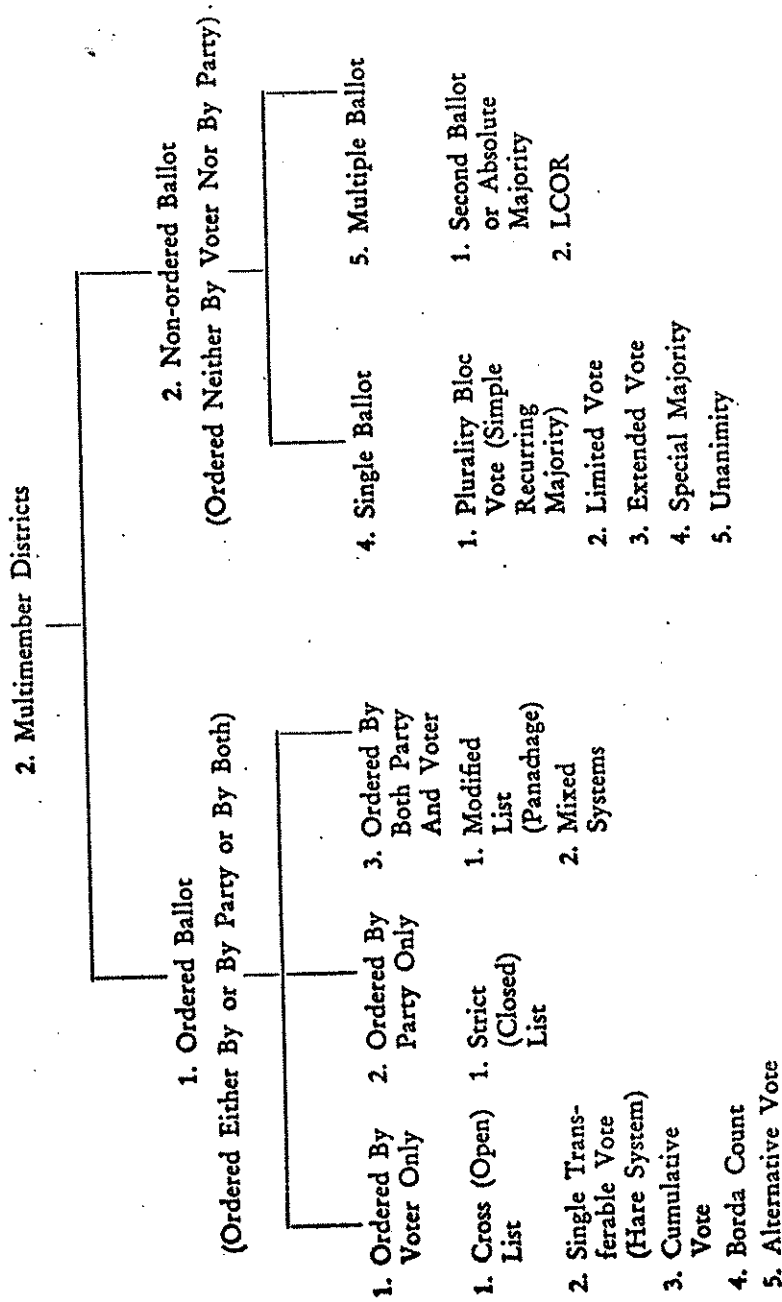 2. Multimember Districts
1. Ordered Ballot
(Ordered Either By or By Party or By Both)
1. Ordered By
Voter Only
1. Cross (Open)
List
2. Single Trans-
ferable Vote
(Hare System)
3. Cumulative
Vote
4. Borda Count
5. Alternative Vote
2. Ordered By
Party Only
1. Strict
(Closed)
List
3. Ordered By
Both Party
And Voter
1. Modified
List
(Panachage)
2. Mixed
Systems
2. Non-ordered Ballot
(Ordered Neither By Voter Nor By Party).
4. Single Ballot
1. Plurality Bloc
Vote (Simple
Recurring
Majority)
2. Limited Vote
3. Extended Vote
4. Special Majority
5. Unanimity
5. Multiple Ballot
1. Second Ballot
or Absolute
Majority
2. LCOR